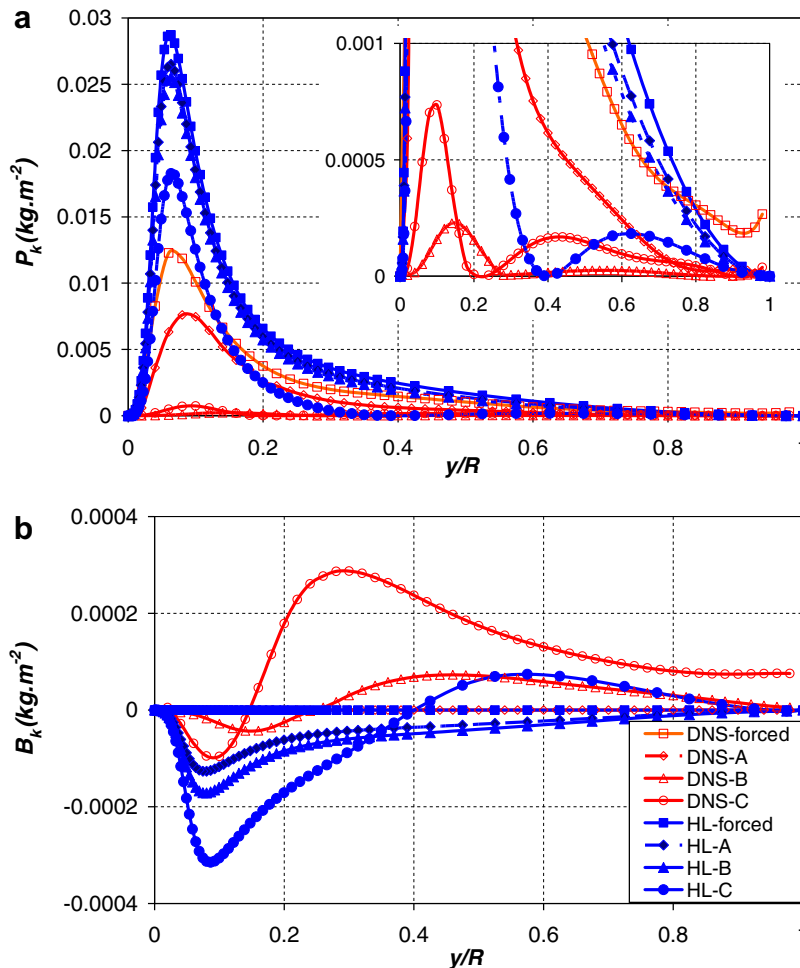 a
0.03
0.025
0.02
0.015
0.01
0.005
0
P_k (kg.m^-2)
0 0.2 0.4 0.6 0.8 1
y/R
0.001
0.0005
0
0 0.2 0.4 0.6 0.8 1
b
0.0004
0.0002
0
-0.0002
-0.0004
B_k (kg.m^-2)
0 0.2 0.4 0.6 0.8 1
y/R
DNS-forced
DNS-A
DNS-B
DNS-C
HL-forced
HL-A
HL-B
HL-C